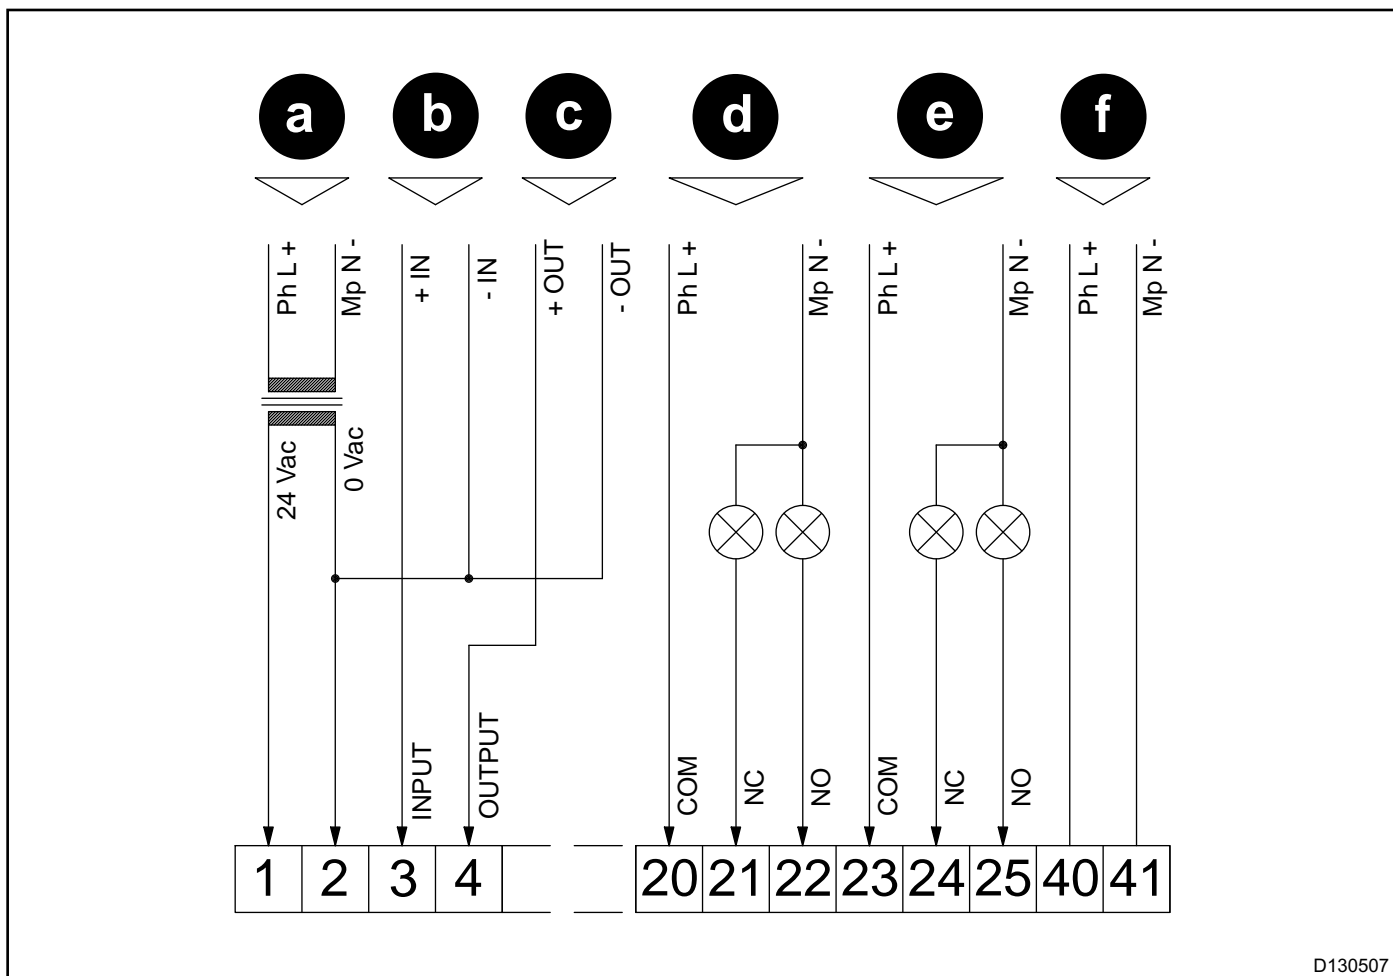 a b c d e f
Ph L +
Mp N -
+ IN
- IN
+ OUT
- OUT
Ph L +
Mp N -
Ph L +
Mp N -
Ph L +
Mp N -
24 Vac
0 Vac
INPUT
OUTPUT
COM
NC
NO
COM
NC
NO
1 2 3 4 20 21 22 23 24 25 40 41
D130507